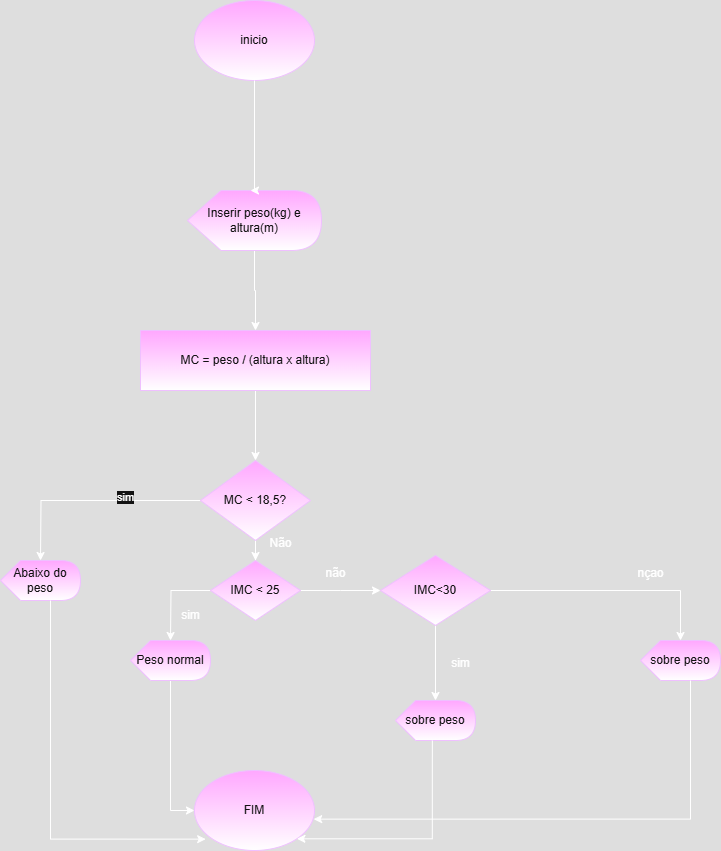 inicio
Inserir peso(kg) e
altura(m)
MC = peso / (altura x altura)
MC < 18,5?
sim
Não
Abaixo do
peso
IMC < 25
não
IMC<30
nçao
sim
Peso normal
sim
sobre peso
sobre peso
FIM